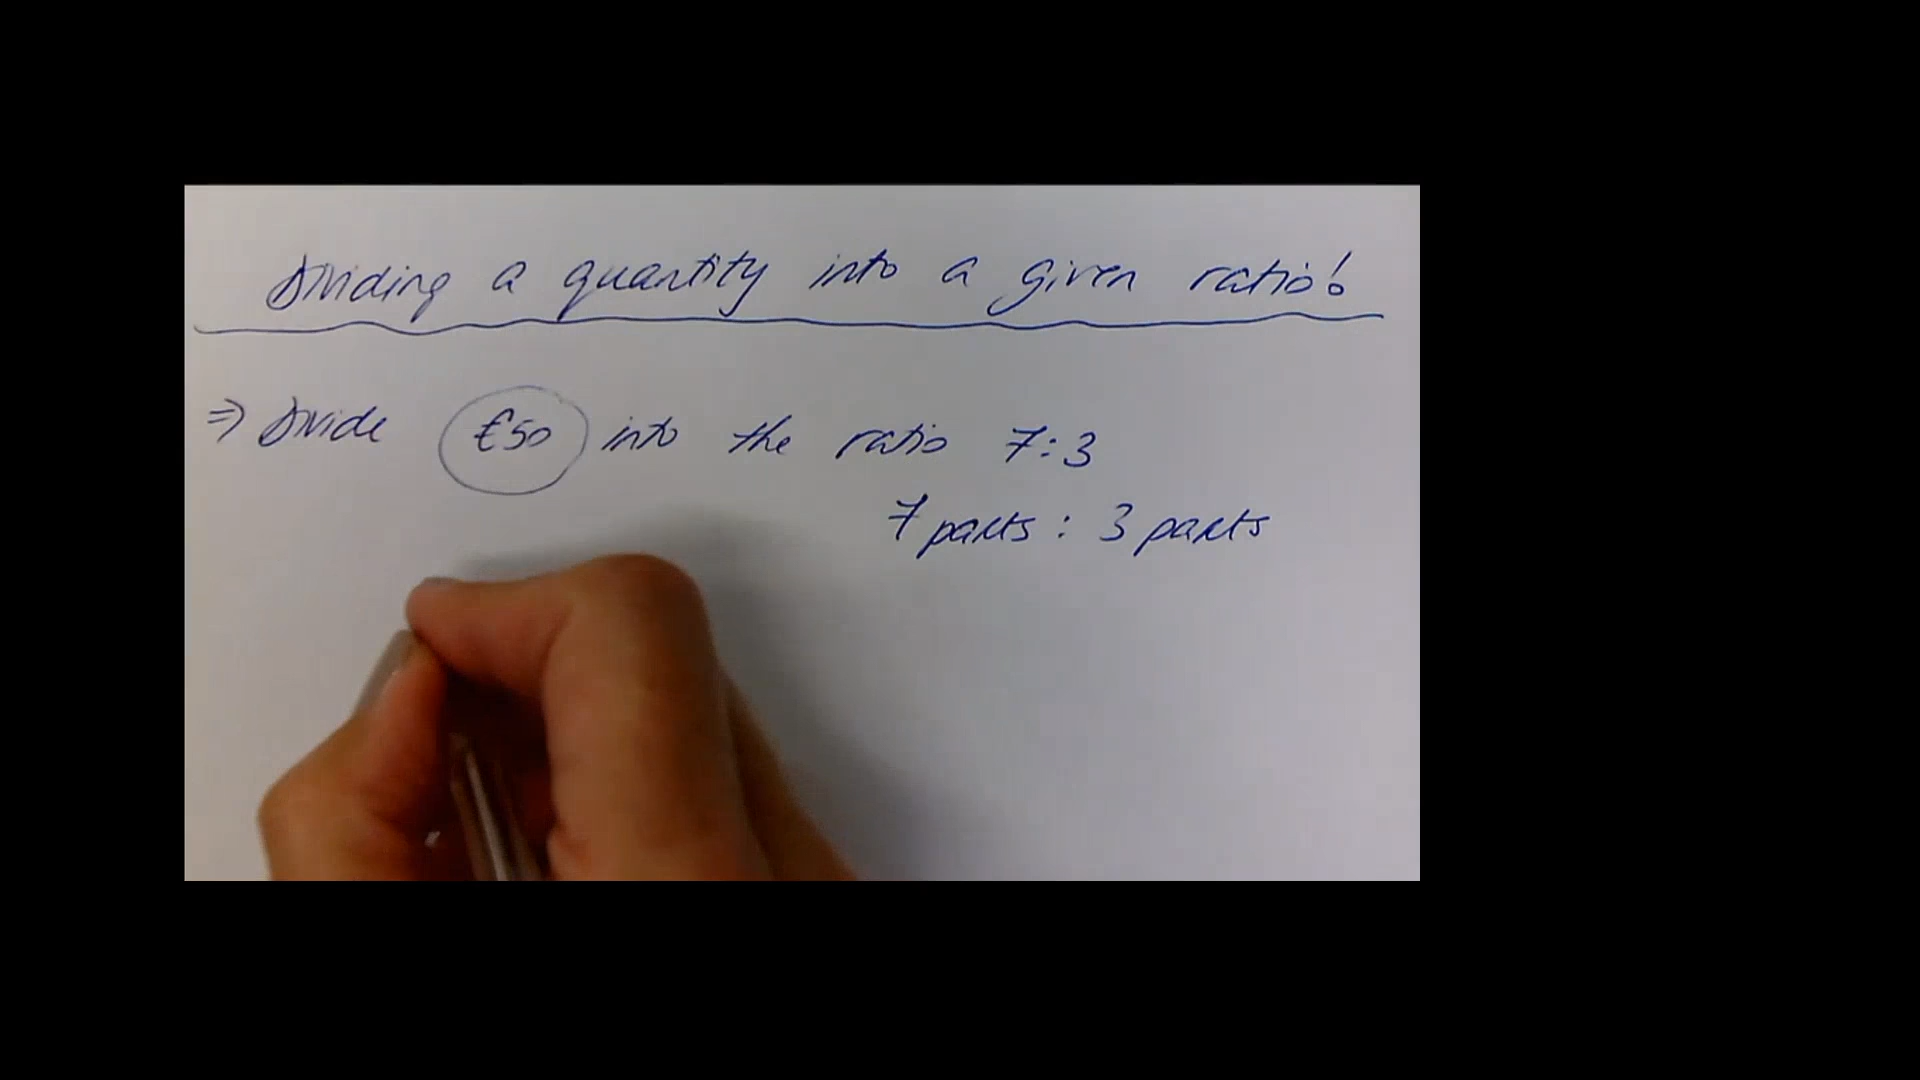 Dividing a quantity into a given ratio!
⇒ Divide €50 into the ratio 7:3
7 parts : 3 parts